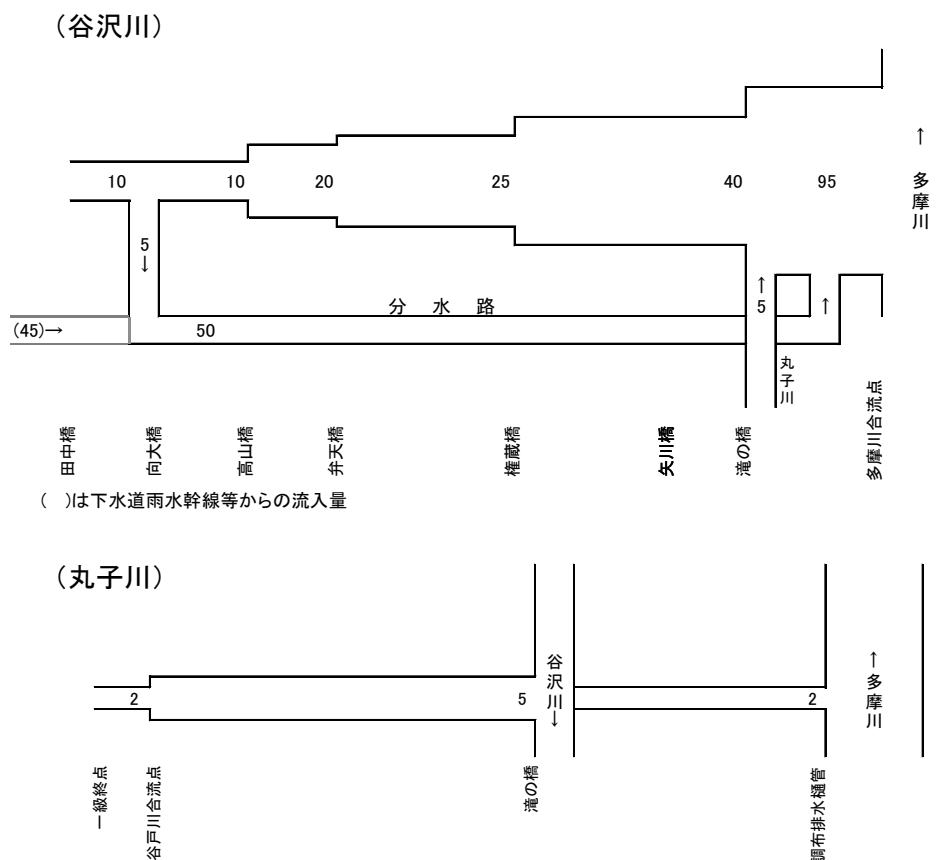 (谷沢川)
10 10 20 25 40 95
↑多摩川
5↓
分水路
↑5
↑
(45)→ 50
丸子川
田中橋
向大橋
高山橋
弁天橋
権蔵橋
矢川橋
滝の橋
多摩川合流点
( )は下水道雨水幹線等からの流入量
(丸子川)
2 5 谷沢川↓ 2 ↑多摩川
一級終点
谷戸川合流点
滝の橋
調布排水樋管